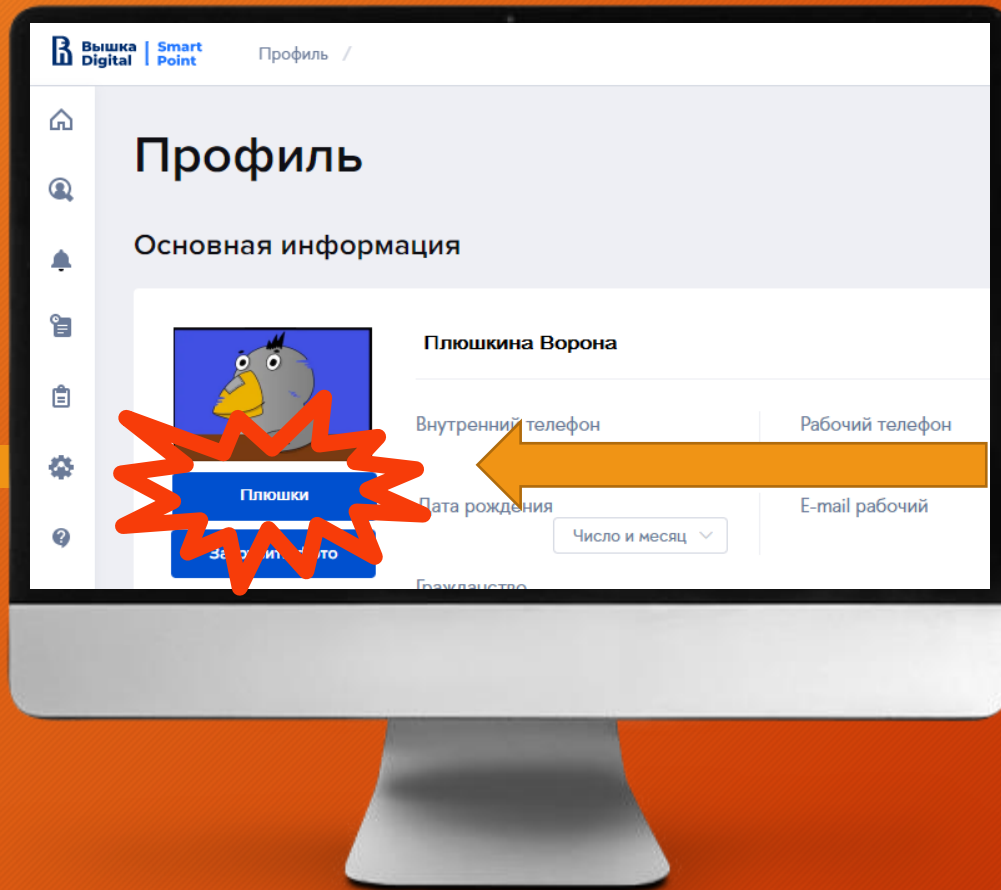 Вышка Digital | Smart Point
Профиль /
Профиль
Основная информация
Плюшкина Ворона
Внутренний телефон
Рабочий телефон
Плюшки
Дата рождения
E-mail рабочий
Число и месяц
Гражданство